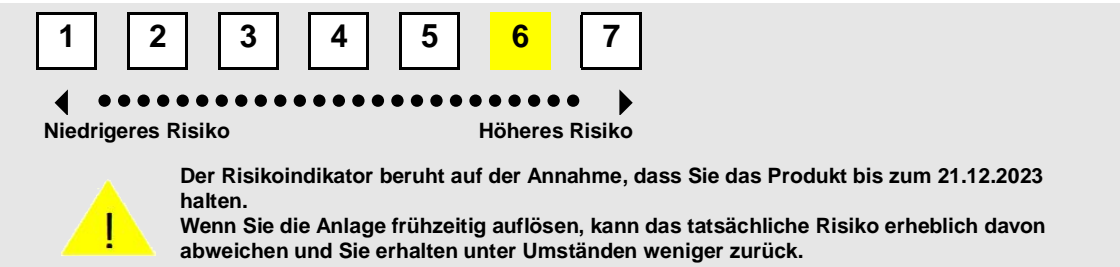 1 2 3 4 5 6 7
Niedrigeres Risiko Höheres Risiko
Der Risikoindikator beruht auf der Annahme, dass Sie das Produkt bis zum 21.12.2023
halten.
Wenn Sie die Anlage frühzeitig auflösen, kann das tatsächliche Risiko erheblich davon
abweichen und Sie erhalten unter Umständen weniger zurück.
!